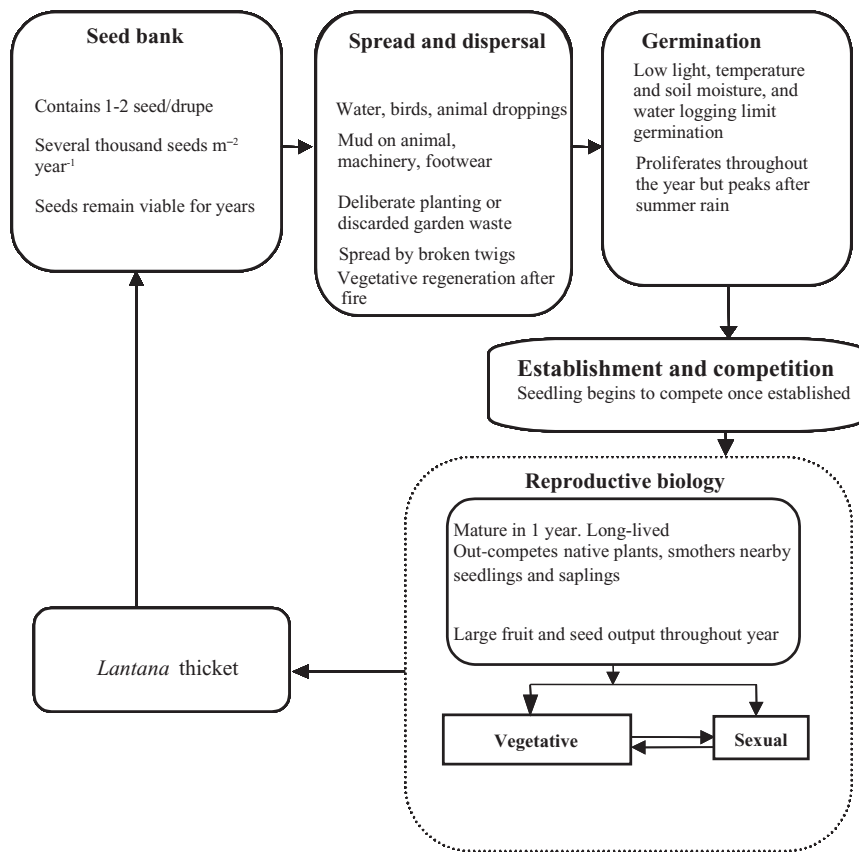 Seed bank
Contains 1-2 seed/drupe
Several thousand seeds m⁻²
year⁻¹
Seeds remain viable for years
Spread and dispersal
Water, birds, animal droppings
Mud on animal,
machinery, footwear
Deliberate planting or
discarded garden waste
Spread by broken twigs
Vegetative regeneration after
fire
Germination
Low light, temperature
and soil moisture, and
water logging limit
germination
Proliferates throughout
the year but peaks after
summer rain
Establishment and competition
Seedling begins to compete once established
Reproductive biology
Mature in 1 year. Long-lived
Out-competes native plants, smothers nearby
seedlings and saplings
Large fruit and seed output throughout year
Vegetative
Sexual
Lantana thicket